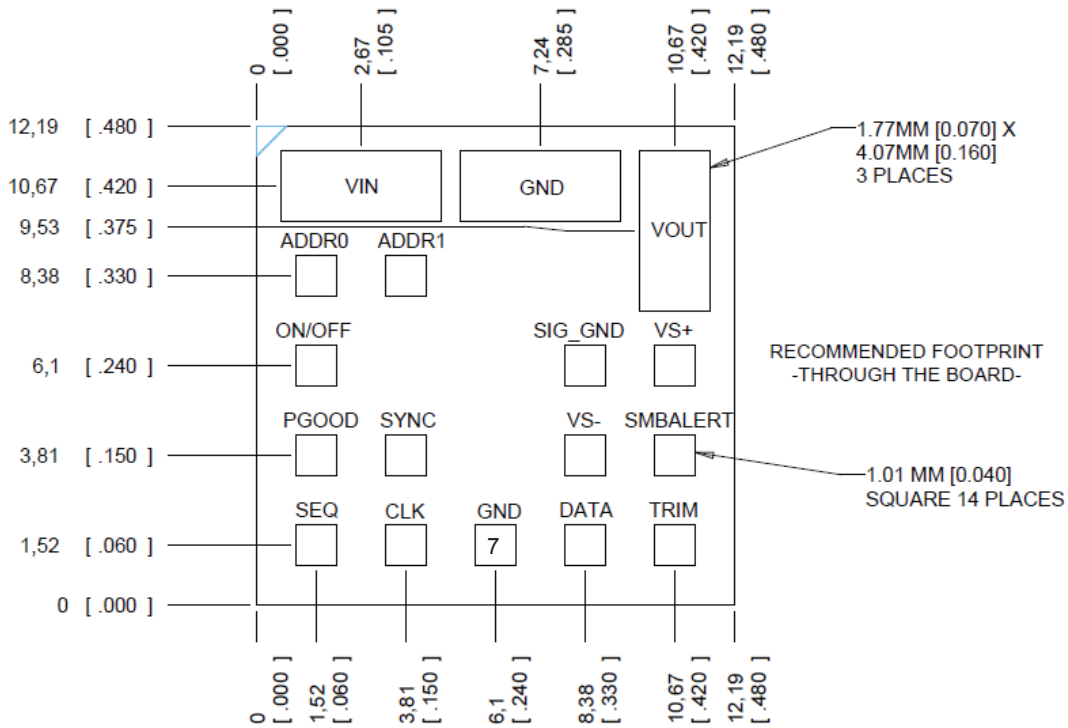 0
[ .000 ]
2,67
[ .105 ]
7,24
[ .285 ]
10,67
[ .420 ]
12,19
[ .480 ]
12,19 [ .480 ]
1.77MM [0.070] X
4.07MM [0.160]
3 PLACES
10,67 [ .420 ]
VIN
GND
VOUT
9,53 [ .375 ]
ADDR0
ADDR1
8,38 [ .330 ]
ON/OFF
SIG_GND
VS+
RECOMMENDED FOOTPRINT
-THROUGH THE BOARD-
6,1 [ .240 ]
PGOOD
SYNC
VS-
SMBALERT
3,81 [ .150 ]
1.01 MM [0.040]
SQUARE 14 PLACES
SEQ
CLK
GND
DATA
TRIM
1,52 [ .060 ]
7
0 [ .000 ]
0
[ .000 ]
1,52
[ .060
3,81
[ .150 ]
6,1
[ .240 ]
8,38
[ .330 ]
10,67
[ .420 ]
12,19
[ .480 ]